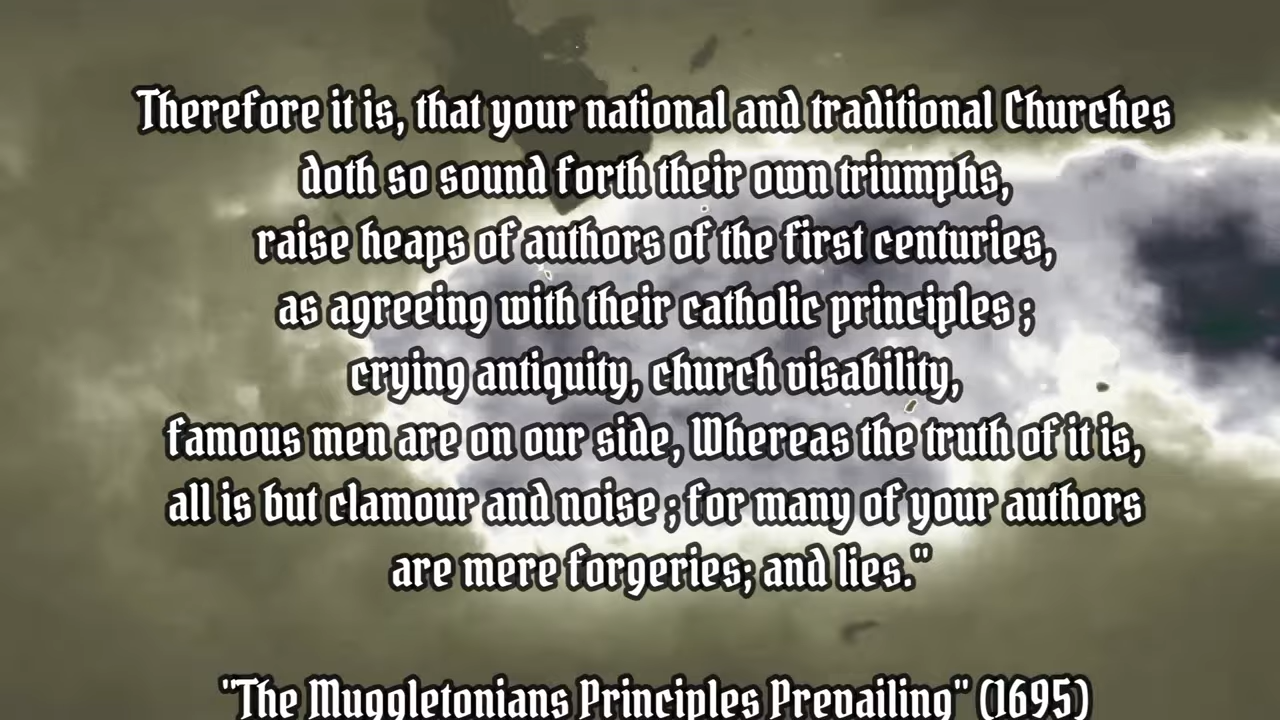 Therefore it is, that your national and traditional Churches
doth so sound forth their own triumphs,
raise heaps of authors of the first centuries,
as agreeing with their catholic principles ;
crying antiquity, church visability,
famous men are on our side, Whereas the truth of it is,
all is but clamour and noise ; for many of your authors
are mere forgeries; and lies."
"The Muggletonians Principles Prevailing" (1695)